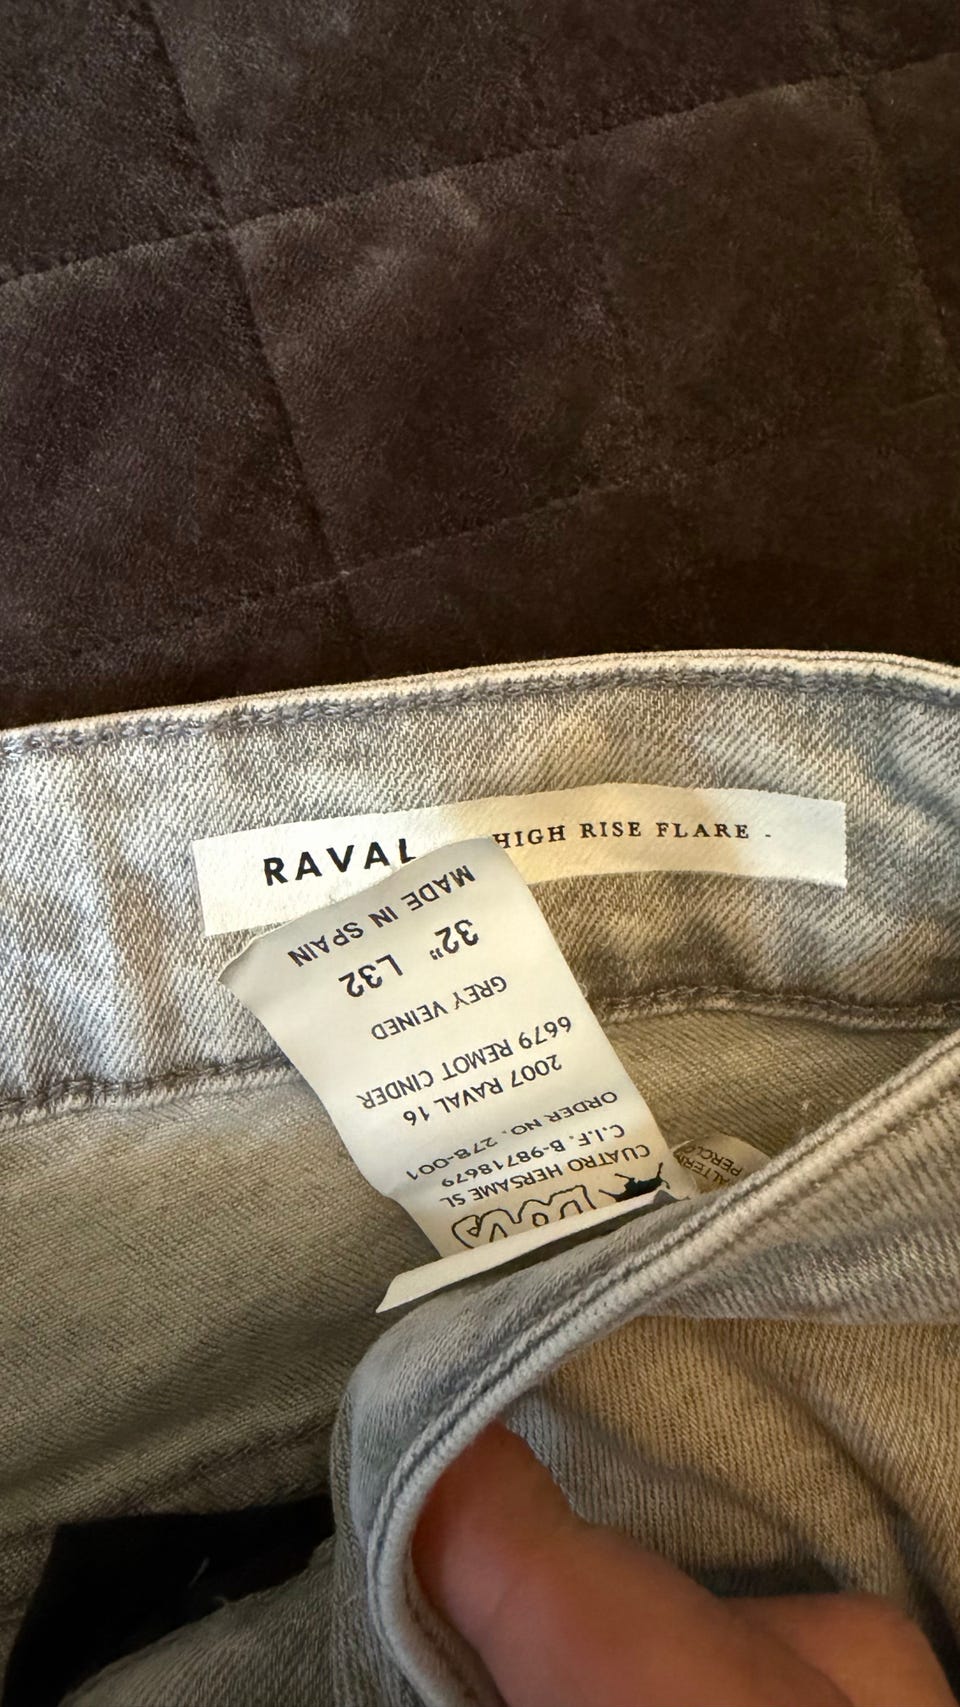 RAVAL HIGH RISE FLARE -
CUATRO HERSAME SL
C.I.F. B-98718679
ORDER NO. 278-001
2007 RAVAL 16
6679 REMOT CINDER
GREY VEINED
32" L32
MADE IN SPAIN